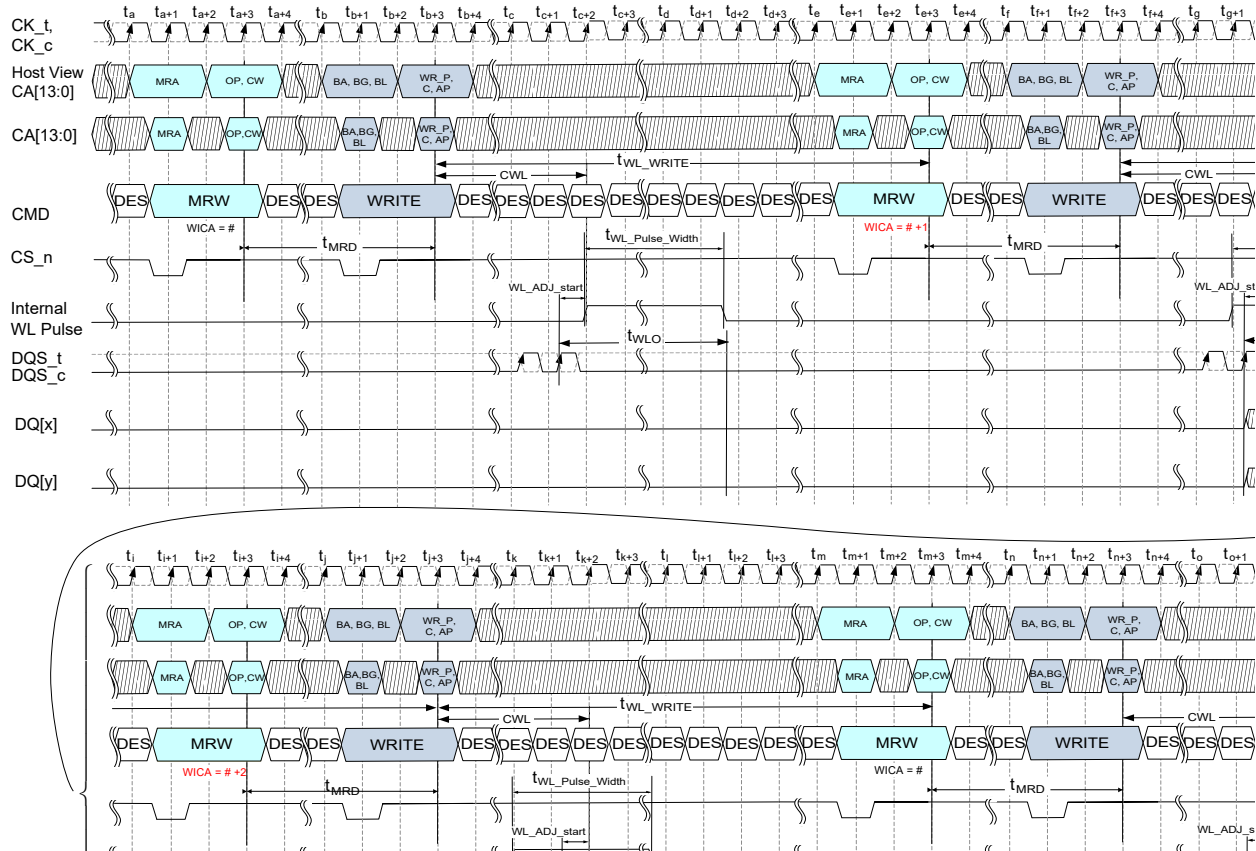 ta ta+1 ta+2 ta+3 ta+4 tb tb+1 tb+2 tb+3 tb+4 tc tc+1 tc+2 tc+3 td td+1 td+2 td+3 te te+1 te+2 te+3 te+4 tf tf+1 tf+2 tf+3 tf+4 tg tg+1
CK_t,
CK_c
Host View
CA[13:0]
MRA
OP, CW
BA, BG, BL
WR_P,
C, AP
MRA
OP, CW
BA, BG, BL
WR_P,
C, AP
CA[13:0]
MRA
OP,CW
BA,BG,
BL
WR_P,
C, AP
MRA
OP,CW
BA,BG,
BL
WR_P,
C, AP
tWL_WRITE
CWL
CWL
CMD
DES MRW DES DES WRITE DES DES DES DES DES DES DES DES DES MRW DES DES WRITE DES DES DES
WICA = #
WICA = # +1
tMRD
tWL_Pulse_Width
tMRD
CS_n
WL_ADJ_start
Internal
WL Pulse
tWLO
DQS_t
DQS_c
DQ[x]
DQ[y]
ti ti+1 ti+2 ti+3 ti+4 tj tj+1 tj+2 tj+3 tj+4 tk tk+1 tk+2 tk+3 tl tl+1 tl+2 tl+3 tm tm+1 tm+2 tm+3 tm+4 tn tn+1 tn+2 tn+3 tn+4 to to+1
MRA
OP, CW
BA, BG, BL
WR_P,
C, AP
MRA
OP, CW
BA, BG, BL
WR_P,
C, AP
MRA
OP,CW
BA,BG,
BL
WR_P,
C, AP
MRA
OP,CW
BA,BG,
BL
WR_P,
C, AP
tWL_WRITE
CWL
CWL
DES MRW DES DES WRITE DES DES DES DES DES DES DES DES DES MRW DES DES WRITE DES DES DES
WICA = # +2
WICA = #
tMRD
tWL_Pulse_Width
tMRD
WL_ADJ_start